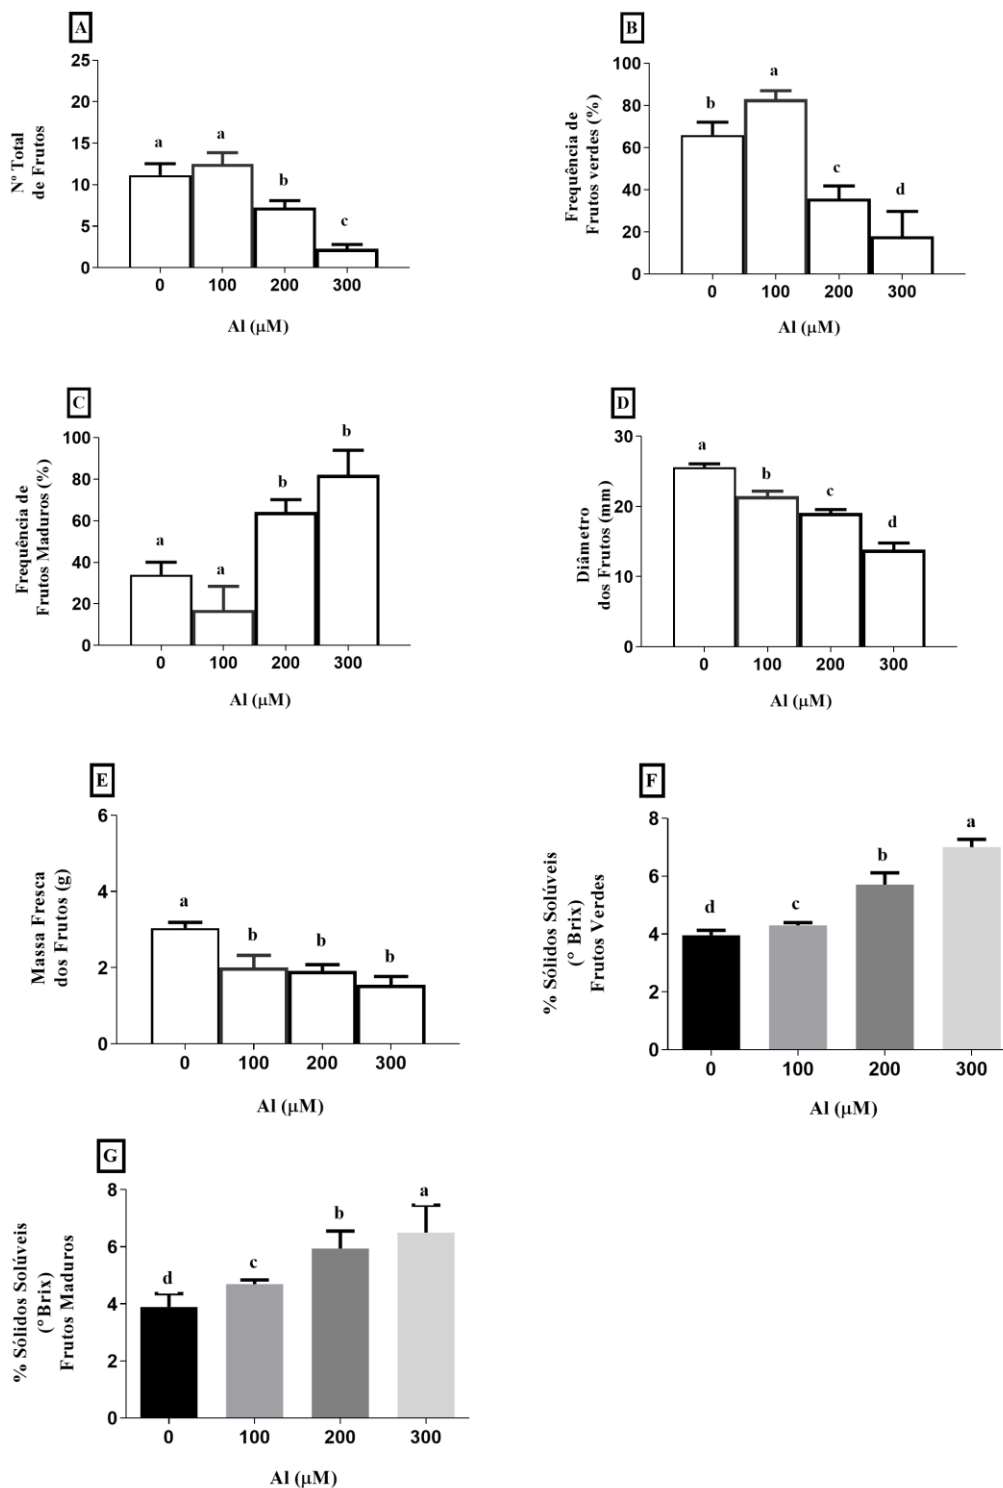 A
Nº Total
de Frutos
25
20
15
10
5
0
a
a
b
c
0 100 200 300
Al (μM)
B
Frequência de
Frutos verdes (%)
100
80
60
40
20
0
b
a
c
d
0 100 200 300
Al (μM)
C
Frequência de
Frutos Maduros (%)
100
80
60
40
20
0
a
a
b
b
0 100 200 300
Al (μM)
D
Diâmetro
dos Frutos (mm)
30
20
10
0
a
b
c
d
0 100 200 300
Al (μM)
E
Massa Fresca
dos Frutos (g)
6
4
2
0
a
b
b
b
0 100 200 300
Al (μM)
F
% Sólidos Solúveis
(° Brix)
Frutos Verdes
8
6
4
2
0
d
c
b
a
0 100 200 300
Al (μM)
G
% Sólidos Solúveis
(°Brix)
Frutos Maduros
8
6
4
2
0
d
c
b
a
0 100 200 300
Al (μM)